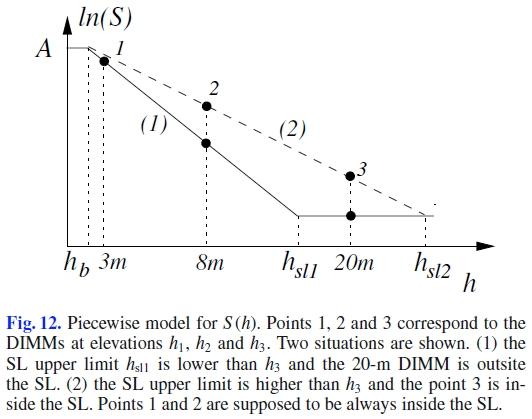 ln(S)
A
1
2
(1)
(2)
3
h_b 3m 8m h_sl1 20m h_sl2
h
Fig. 12. Piecewise model for S(h). Points 1, 2 and 3 correspond to the
DIMMs at elevations h1, h2 and h3. Two situations are shown. (1) the
SL upper limit hsl1 is lower than h3 and the 20-m DIMM is outsite
the SL. (2) the SL upper limit is higher than h3 and the point 3 is in-
side the SL. Points 1 and 2 are supposed to be always inside the SL.